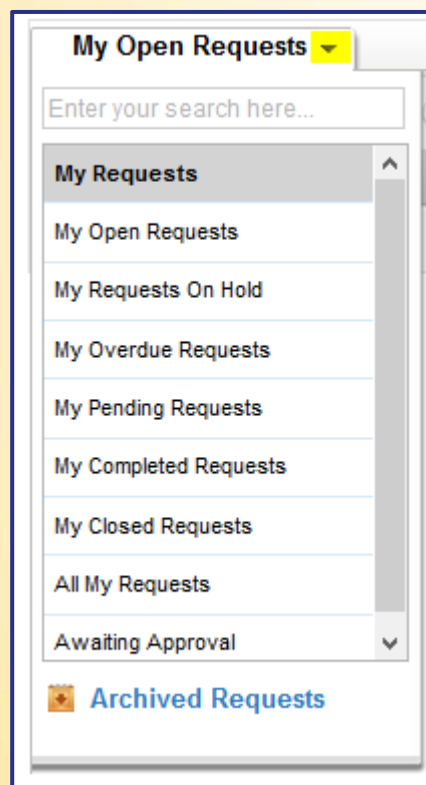 My Open Requests
Enter your search here...
My Requests
My Open Requests
My Requests On Hold
My Overdue Requests
My Pending Requests
My Completed Requests
My Closed Requests
All My Requests
Awaiting Approval
Archived Requests